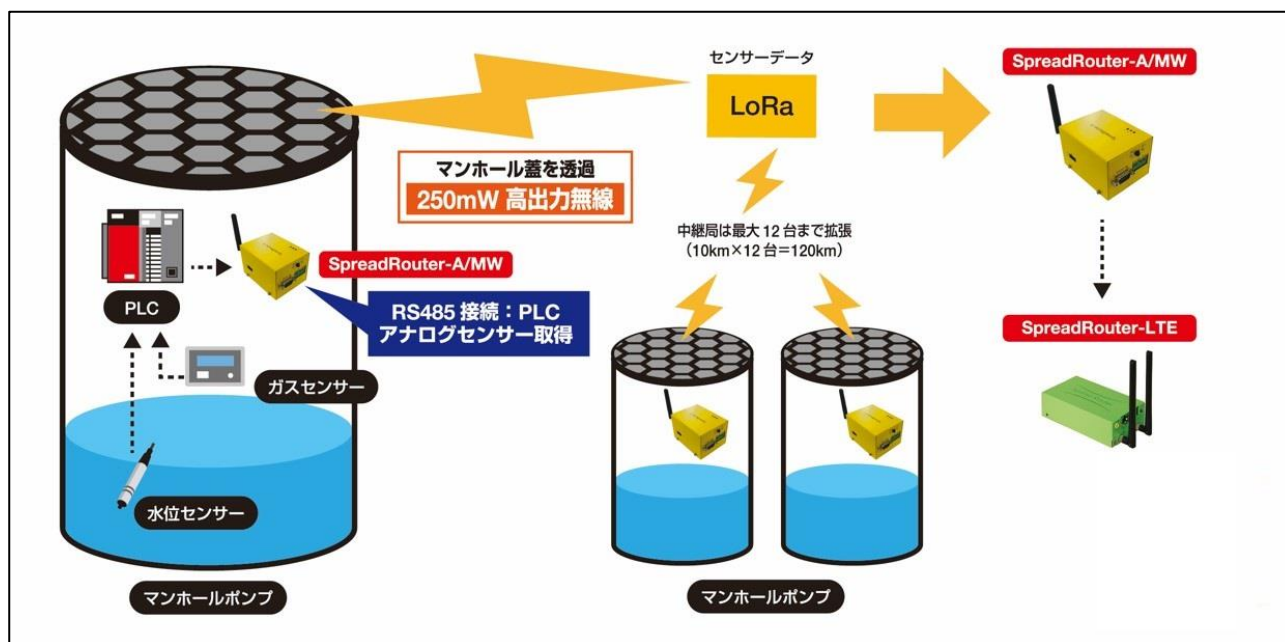 センサーデータ
LoRa
SpreadRouter-A/MW
マンホール蓋を透過
250mW 高出力無線
中継局は最大 12 台まで拡張
（10km×12 台＝120km）
SpreadRouter-A/MW
PLC
RS485 接続：PLC
アナログセンサー取得
SpreadRouter-LTE
ガスセンサー
水位センサー
マンホールポンプ
マンホールポンプ